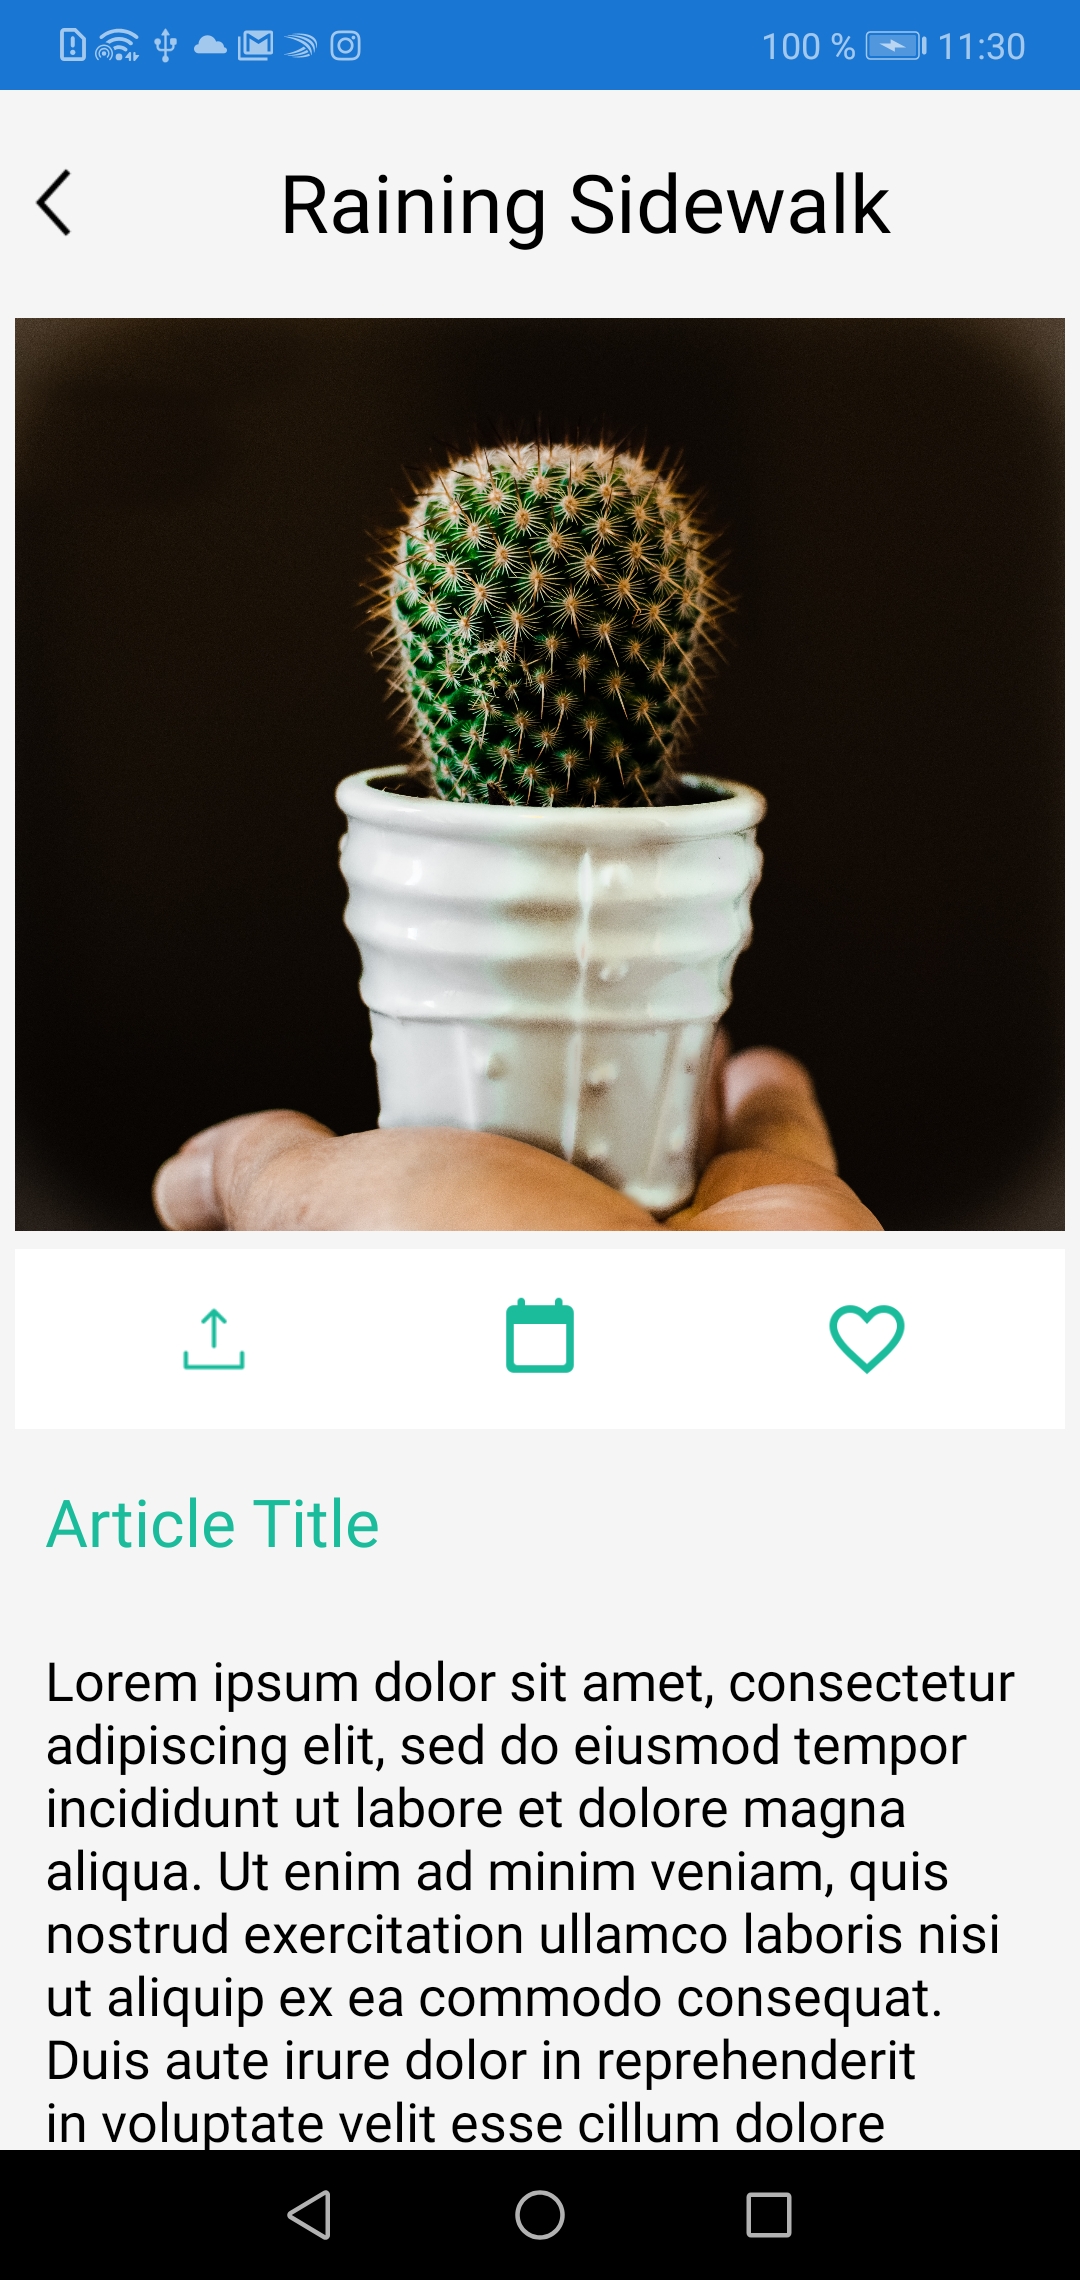 100 % 11:30
Raining Sidewalk
Article Title
Lorem ipsum dolor sit amet, consectetur
adipiscing elit, sed do eiusmod tempor
incididunt ut labore et dolore magna
aliqua. Ut enim ad minim veniam, quis
nostrud exercitation ullamco laboris nisi
ut aliquip ex ea commodo consequat.
Duis aute irure dolor in reprehenderit
in voluptate velit esse cillum dolore